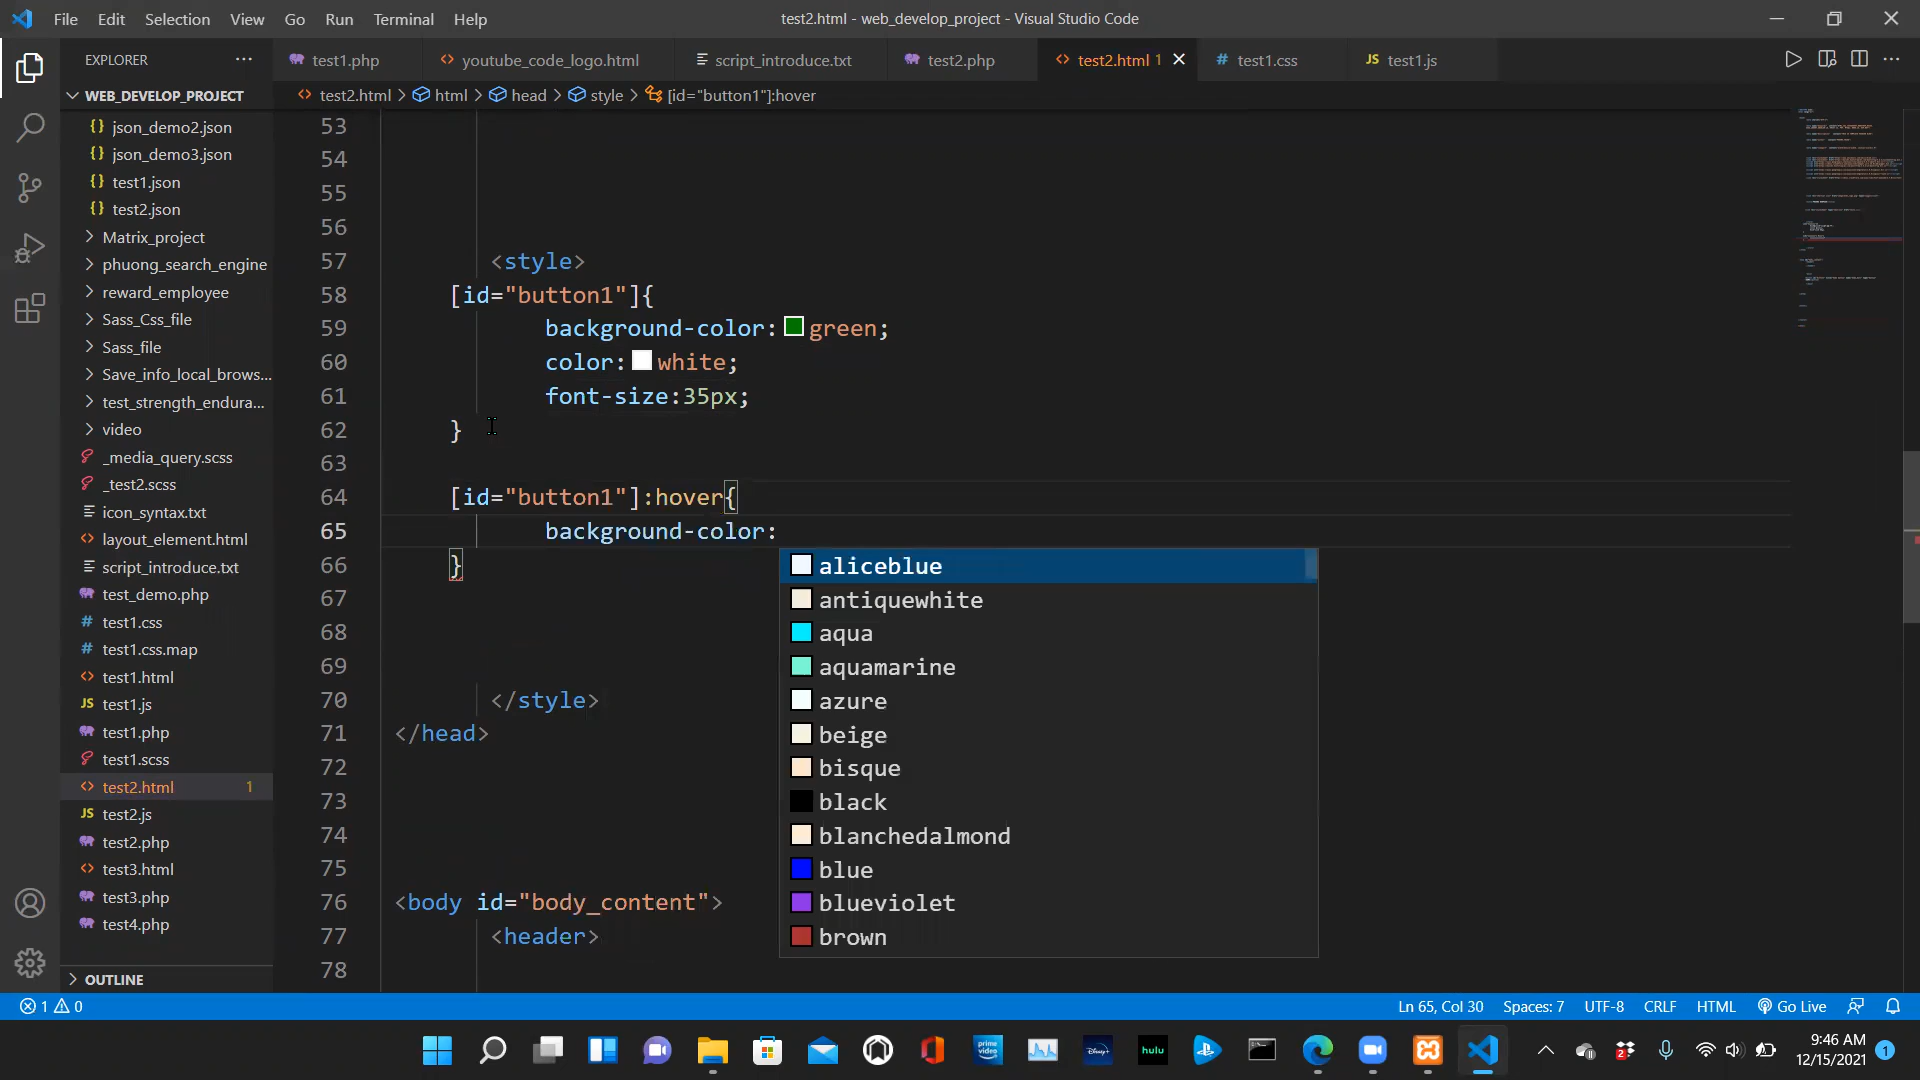 File Edit Selection View Go Run Terminal Help
test2.html - web_develop_project - Visual Studio Code
EXPLORER ···
test1.php
youtube_code_logo.html
script_introduce.txt
test2.php
test2.html 1
# test1.css
JS test1.js
WEB_DEVELOP_PROJECT
test2.html > html > head > style > [id="button1"]:hover
{} json_demo2.json
{} json_demo3.json
{} test1.json
{} test2.json
Matrix_project
phuong_search_engine
reward_employee
Sass_Css_file
Sass_file
Save_info_local_brows...
test_strength_endura...
video
_media_query.scss
_test2.scss
icon_syntax.txt
layout_element.html
script_introduce.txt
test_demo.php
# test1.css
# test1.css.map
test1.html
JS test1.js
test1.php
test1.scss
test2.html 1
JS test2.js
test2.php
test3.html
test3.php
test4.php
OUTLINE
53
54
55
56
57 <style>
58 [id="button1"]{
59 background-color: green;
60 color: white;
61 font-size:35px;
62 }
63
64 [id="button1"]:hover{
65 background-color:
66 }
67
68
69
70 </style>
71 </head>
72
73
74
75
76 <body id="body_content">
77 <header>
78
aliceblue
antiquewhite
aqua
aquamarine
azure
beige
bisque
black
blanchedalmond
blue
blueviolet
brown
1 0
Ln 65, Col 30 Spaces: 7 UTF-8 CRLF HTML Go Live
prime video
Disney+
hulu
2
9:46 AM
12/15/2021
1